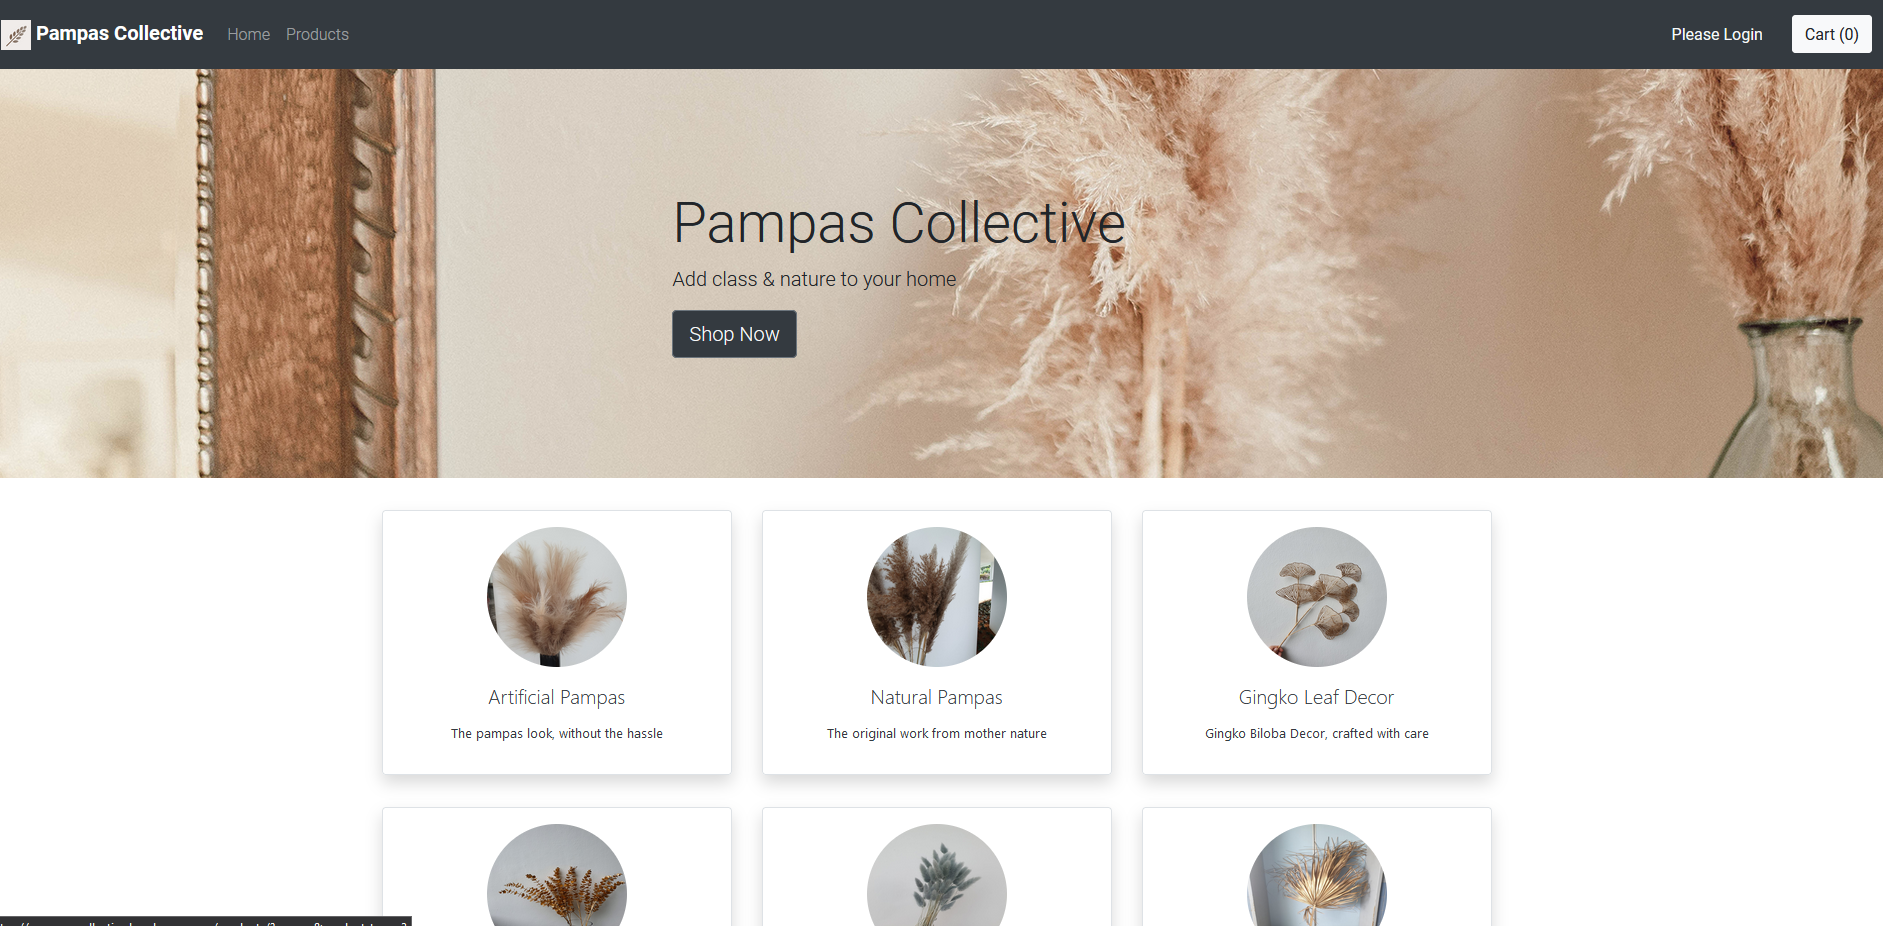 Pampas Collective
Home
Products
Please Login
Cart (0)
Pampas Collective
Add class & nature to your home
Shop Now
Artificial Pampas
The pampas look, without the hassle
Natural Pampas
The original work from mother nature
Gingko Leaf Decor
Gingko Biloba Decor, crafted with care